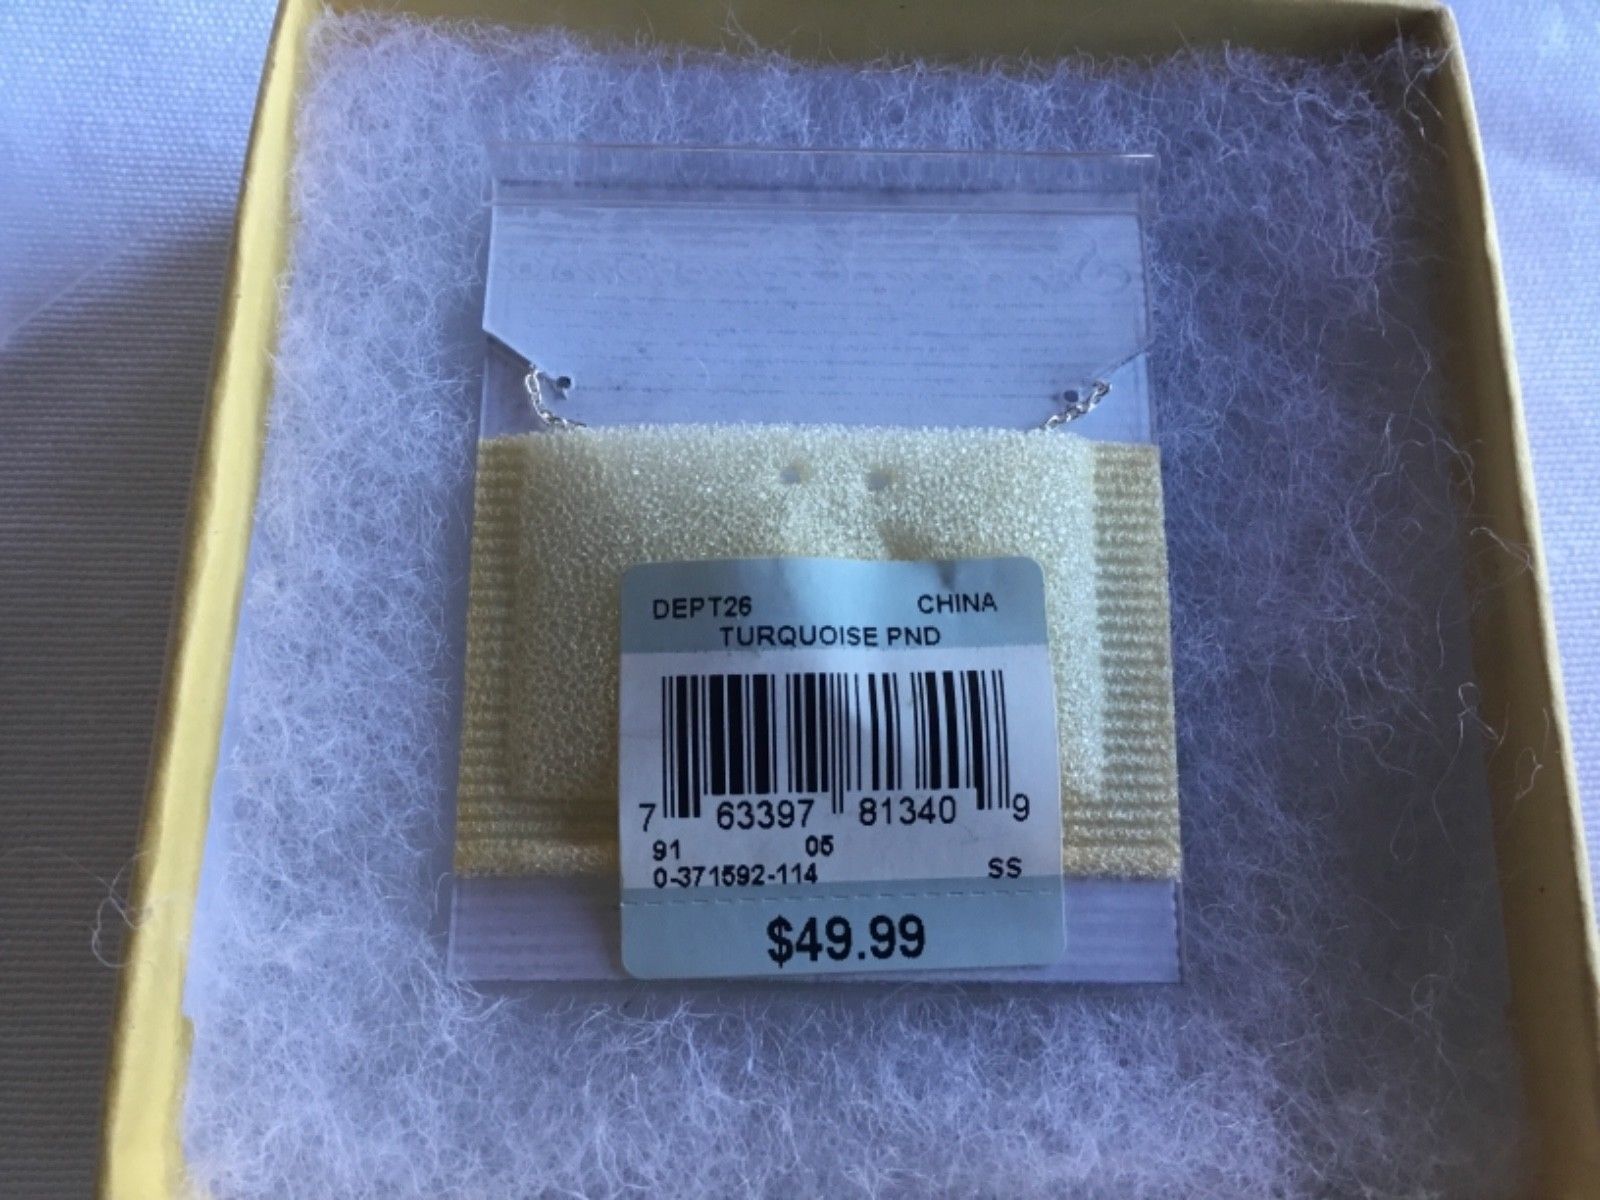 DEPT26 CHINA
TURQUOISE PND
7 63397 81340 9
91 05
0-371592-114 SS
$49.99